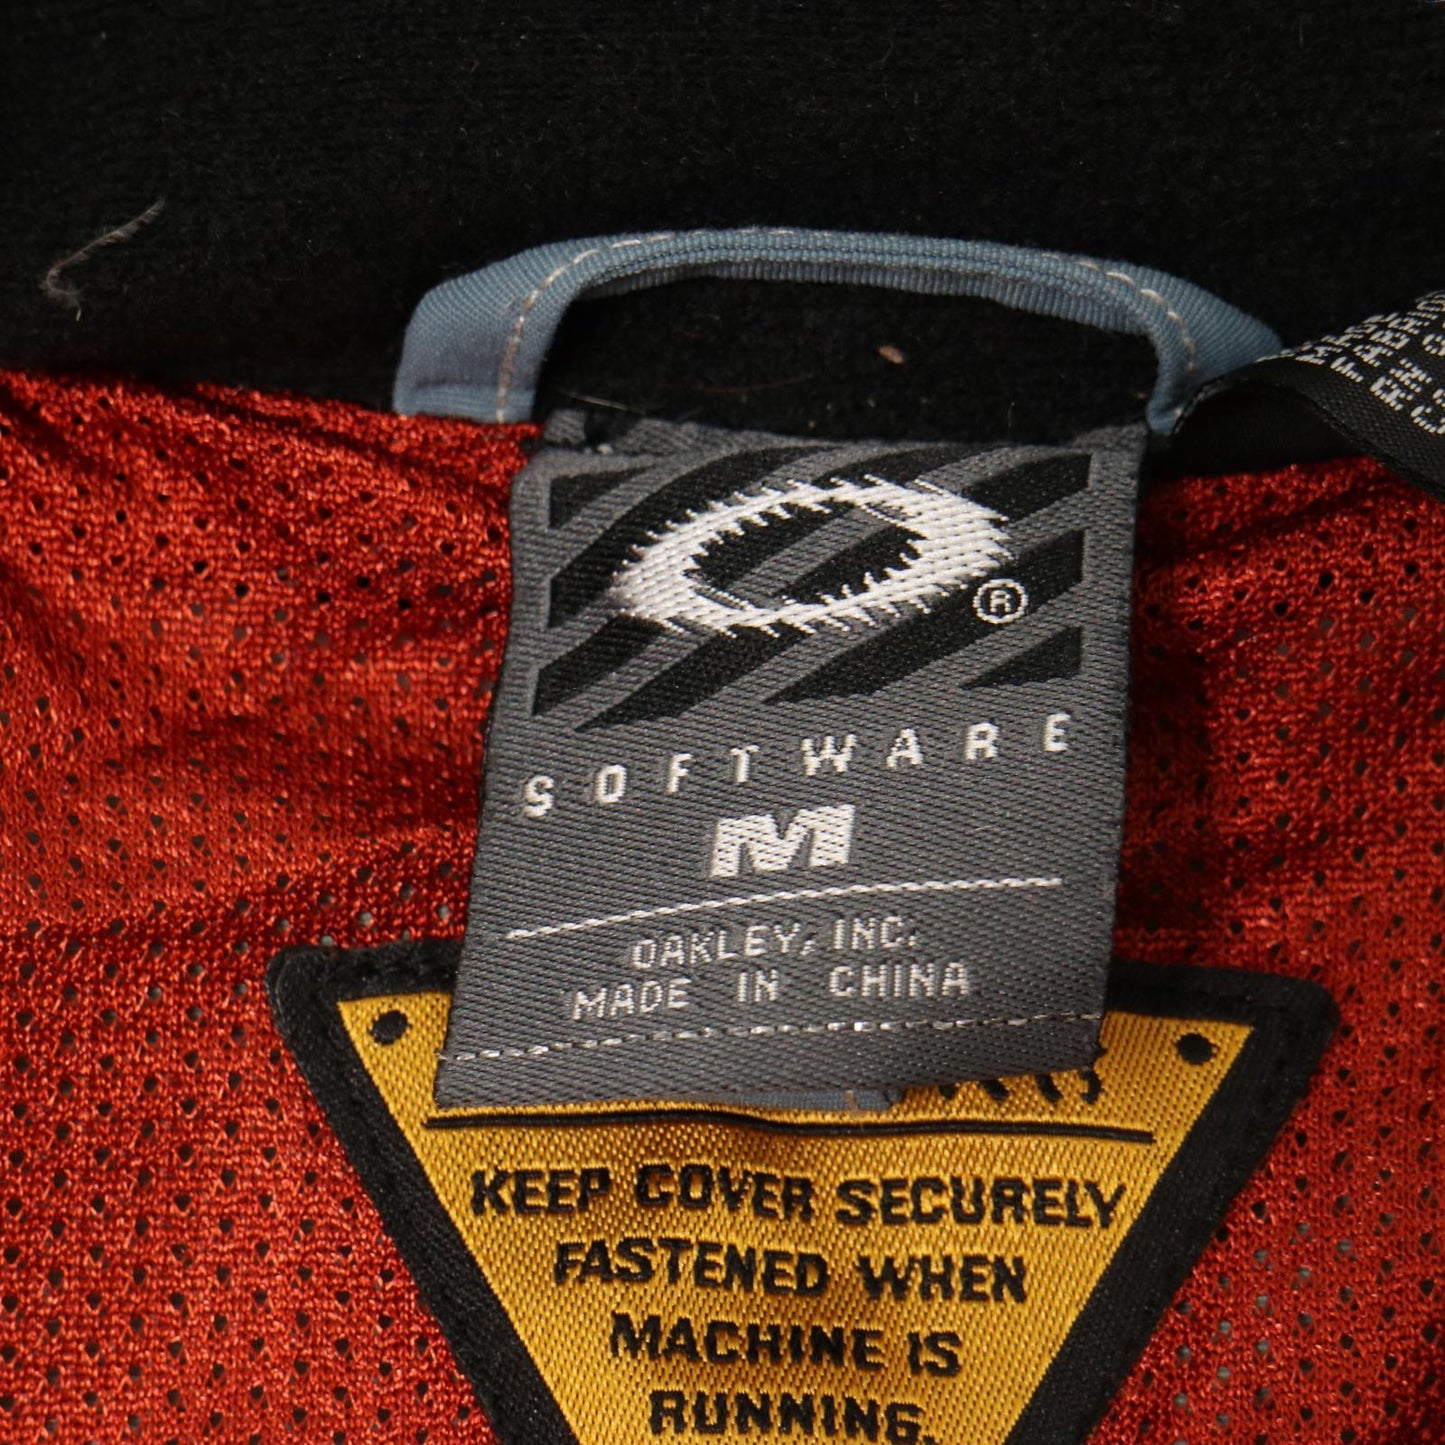 ®
SOFTWARE
M
OAKLEY, INC.
MADE IN CHINA
KEEP COVER SECURELY
FASTENED WHEN
MACHINE IS
RUNNING.